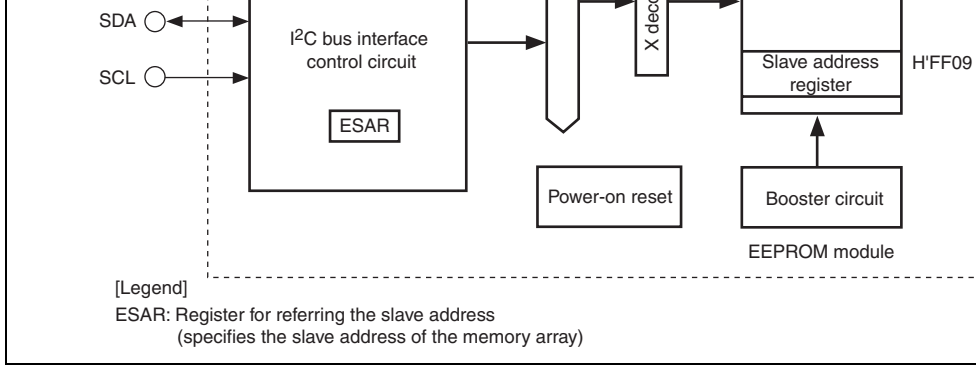 SDA
SCL
I2C bus interface
control circuit
ESAR
X deco
Slave address
register
H'FF09
Power-on reset
Booster circuit
EEPROM module
[Legend]
ESAR: Register for referring the slave address
(specifies the slave address of the memory array)